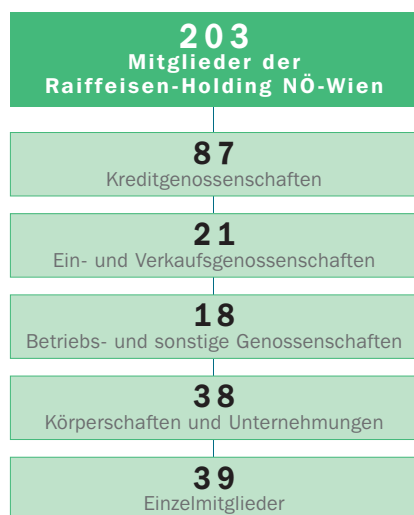 203
Mitglieder der
Raiffeisen-Holding NÖ-Wien
87
Kreditgenossenschaften
21
Ein- und Verkaufsgenossenschaften
18
Betriebs- und sonstige Genossenschaften
38
Körperschaften und Unternehmungen
39
Einzelmitglieder